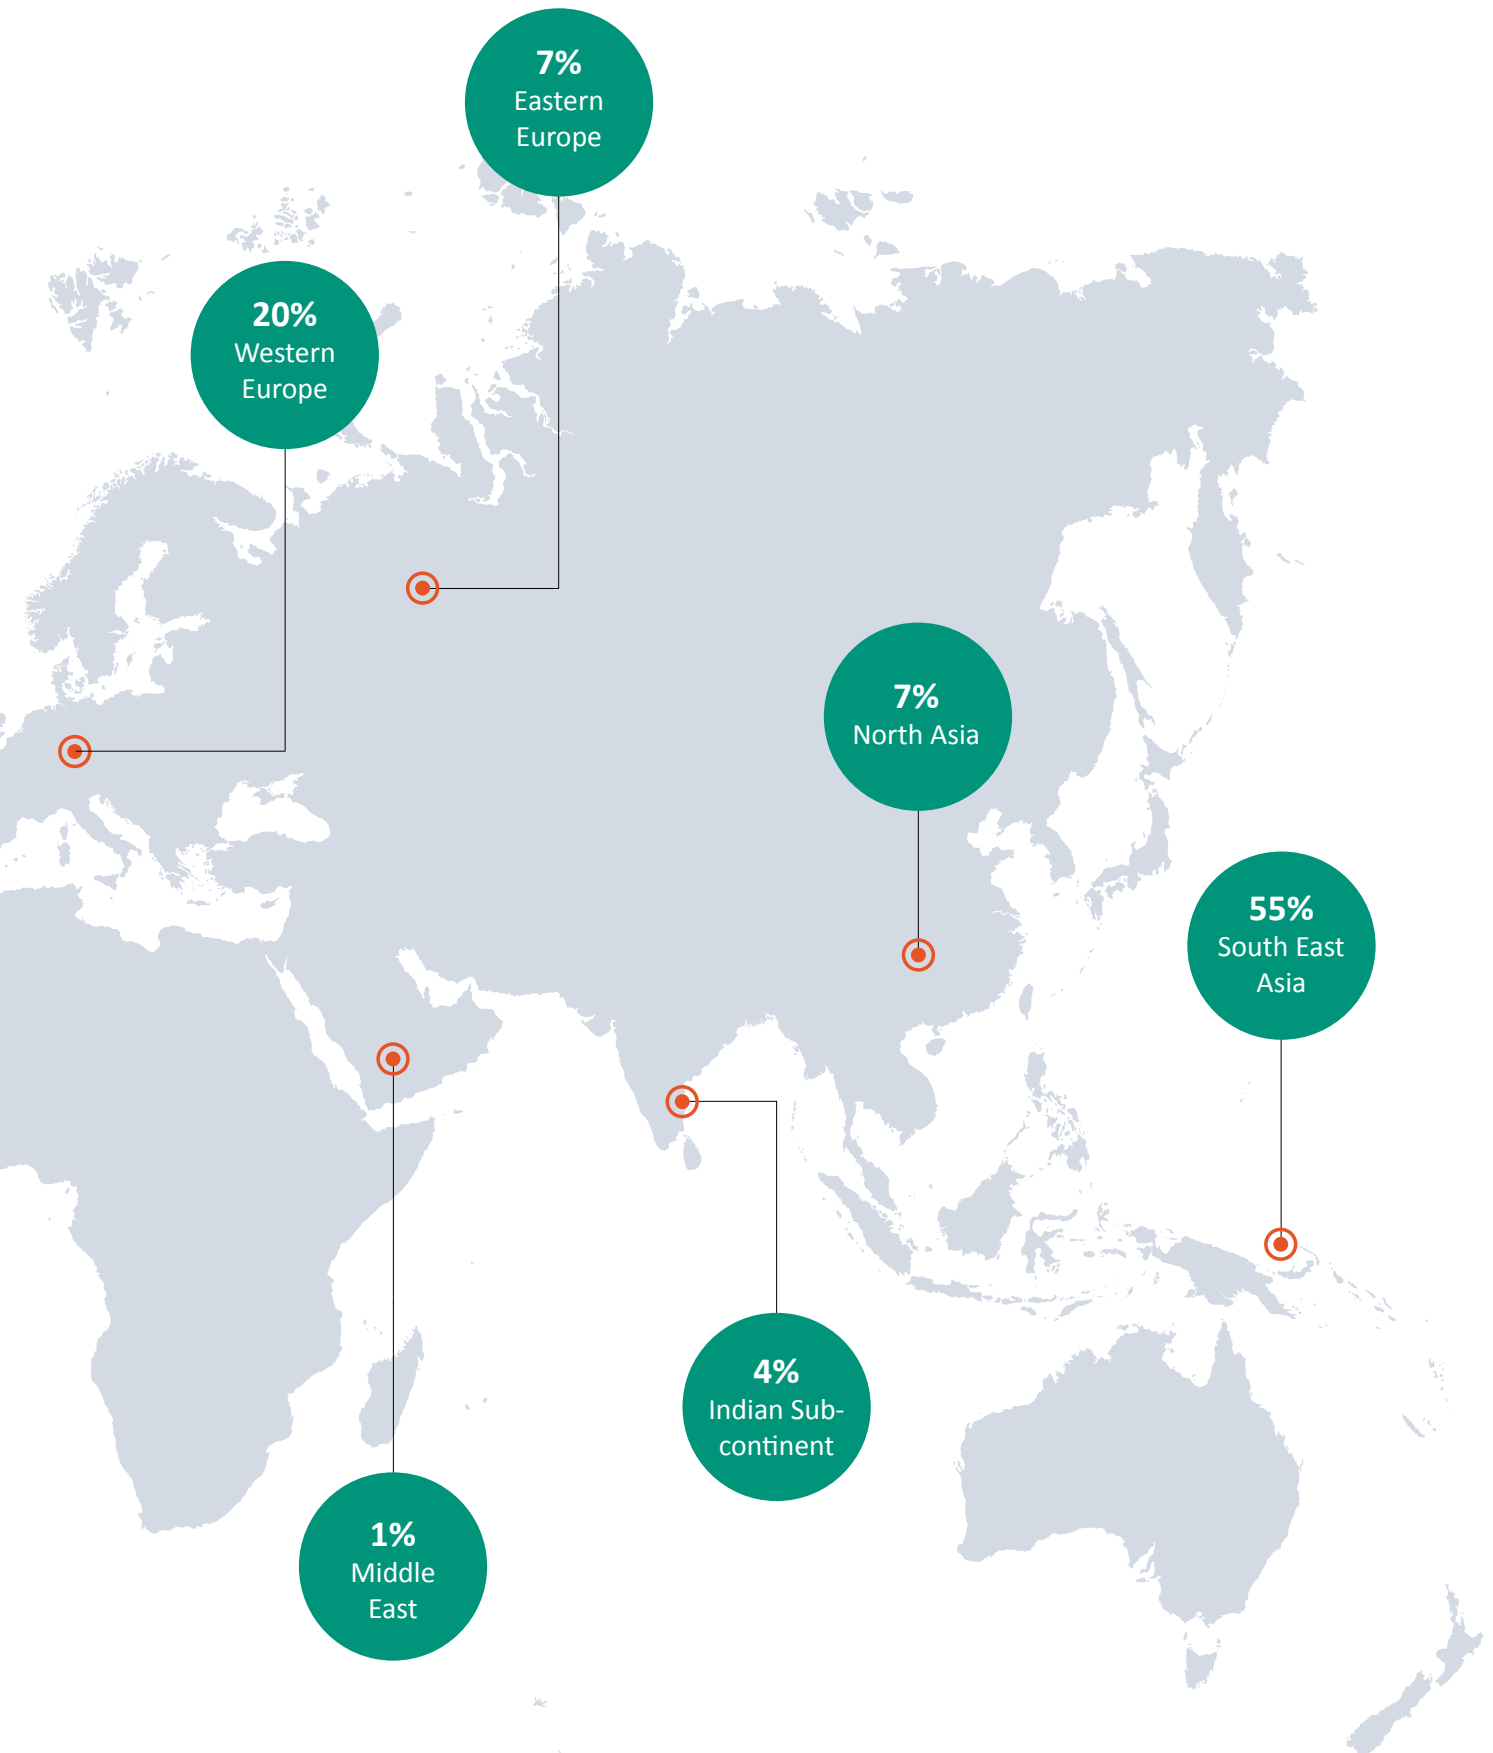 7%
Eastern
Europe
20%
Western
Europe
7%
North Asia
55%
South East
Asia
4%
Indian Sub-
continent
1%
Middle
East